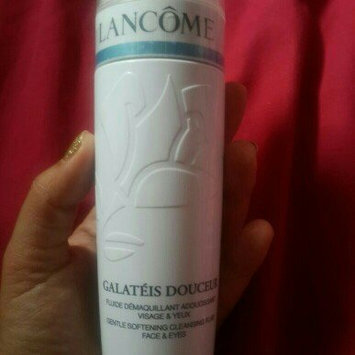 LANCÔME
GALATÉIS DOUCEUR
FLUIDE DÉMAQUILLANT ADOUCISSANT
VISAGE & YEUX
GENTLE SOFTENING CLEANSING FLUID
FACE & EYES